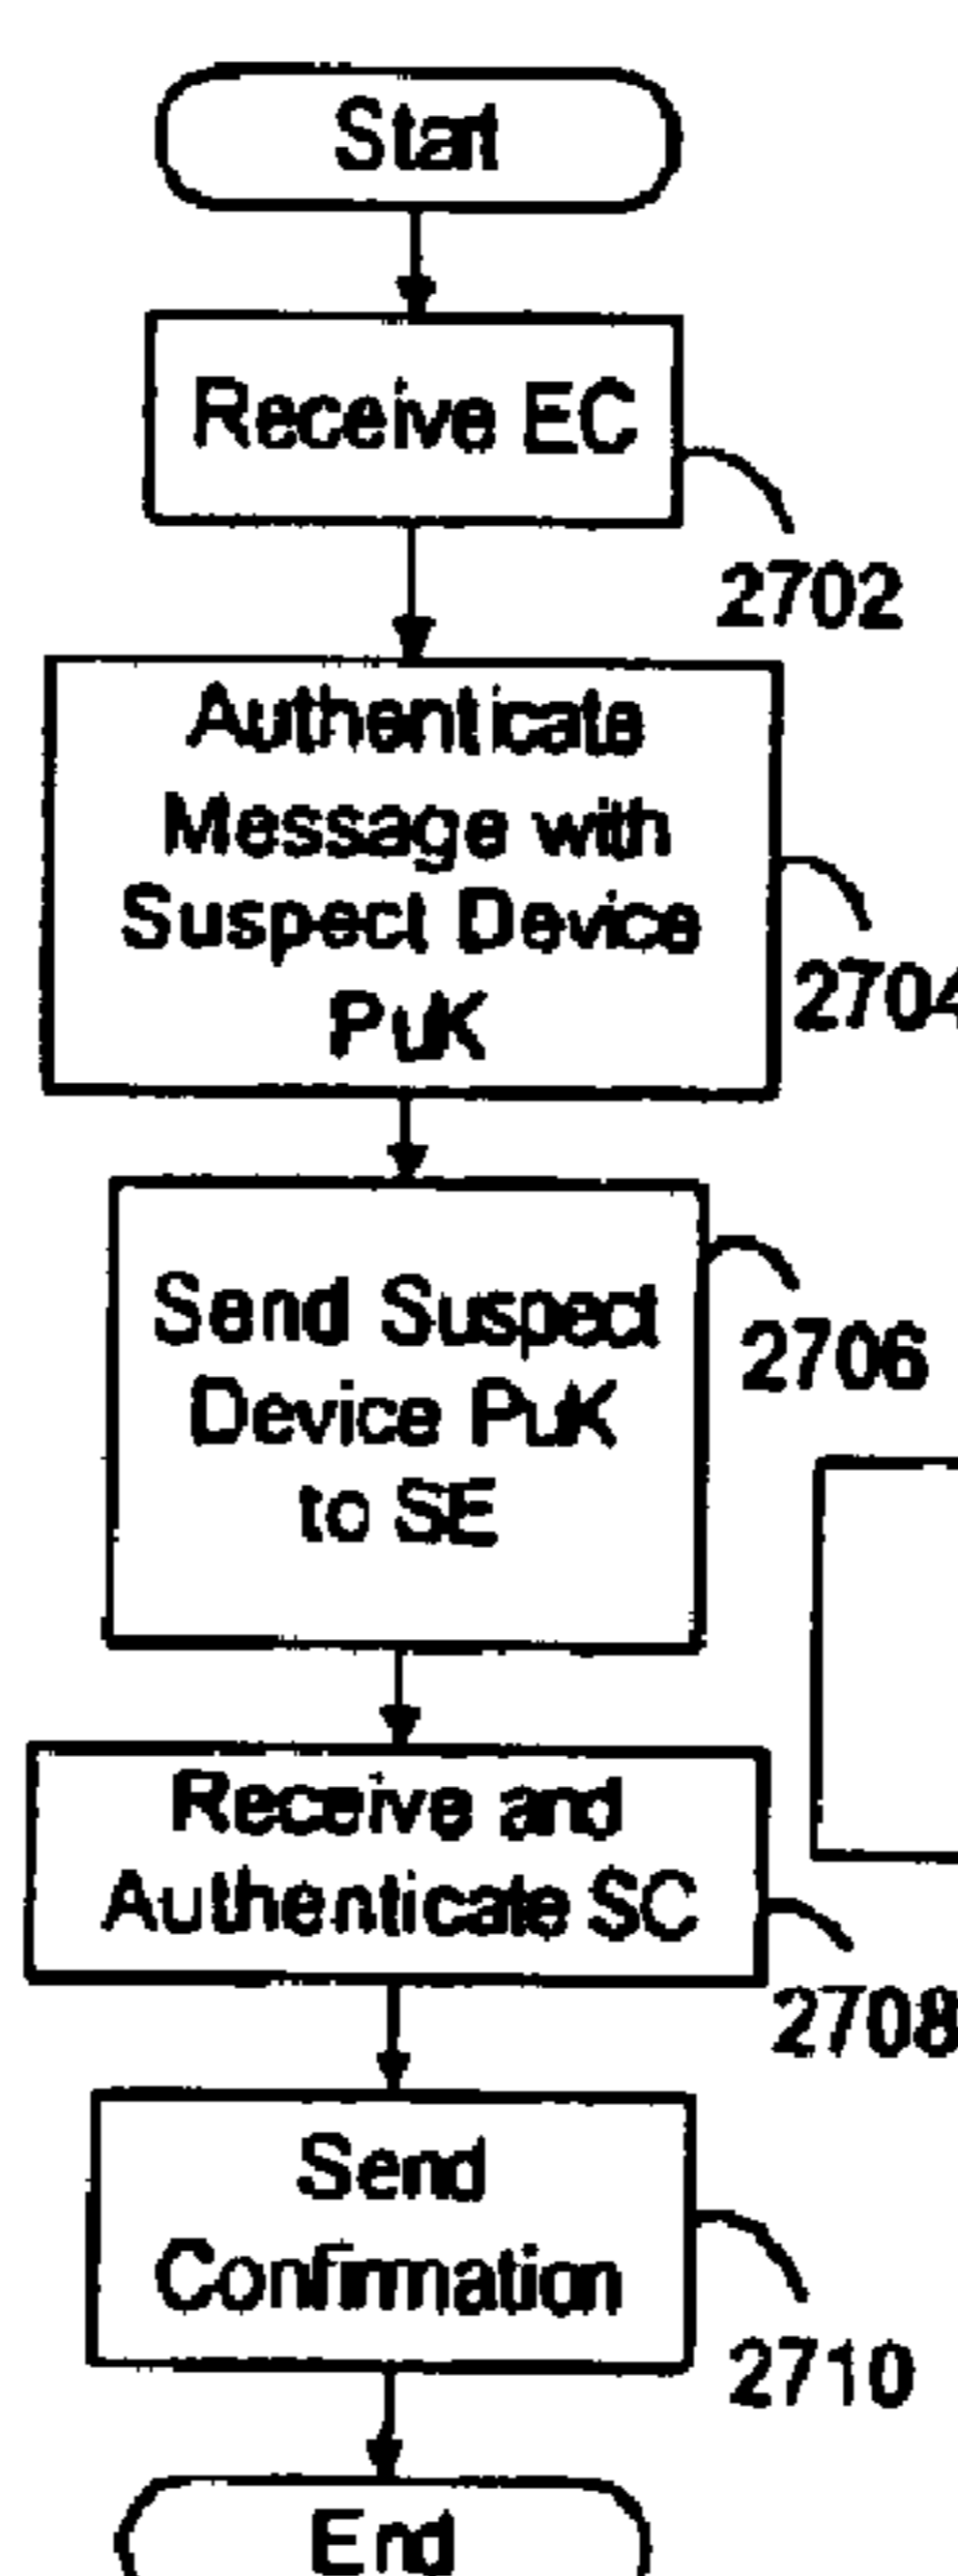 Start
Receive EC
2702
Authenticate
Message with
Suspect Device
PuK
2704
Send Suspect
Device PuK
to SE
2706
Receive and
Authenticate SC
2708
Send
Confirmation
2710
End